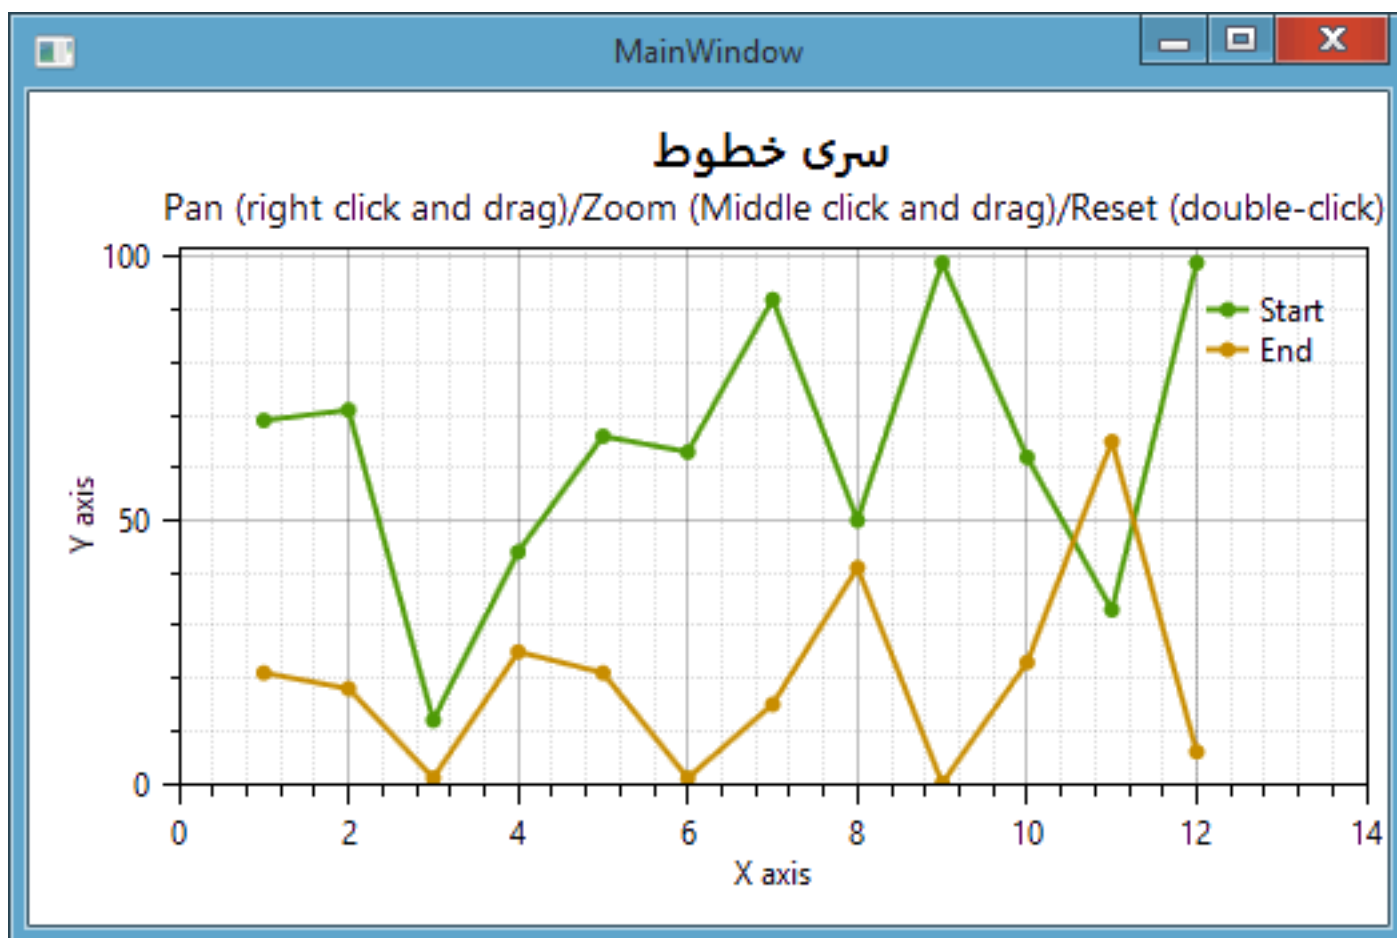 MainWindow
سری خطوط
Pan (right click and drag)/Zoom (Middle click and drag)/Reset (double-click)
100
50
0
Y axis
Start
End
0 2 4 6 8 10 12 14
X axis